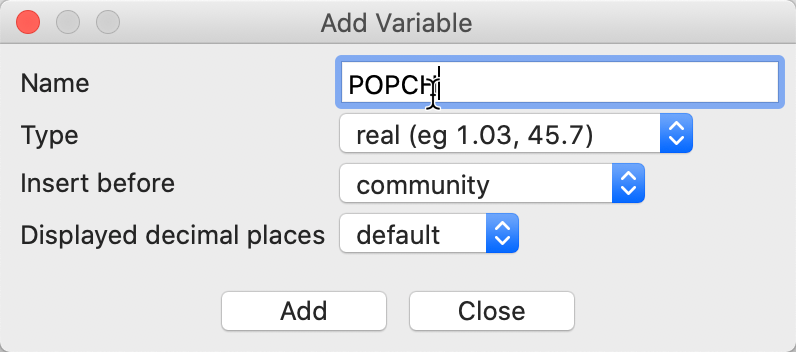 Add Variable
Name POPCH
Type real (eg 1.03, 45.7)
Insert before community
Displayed decimal places default
Add Close